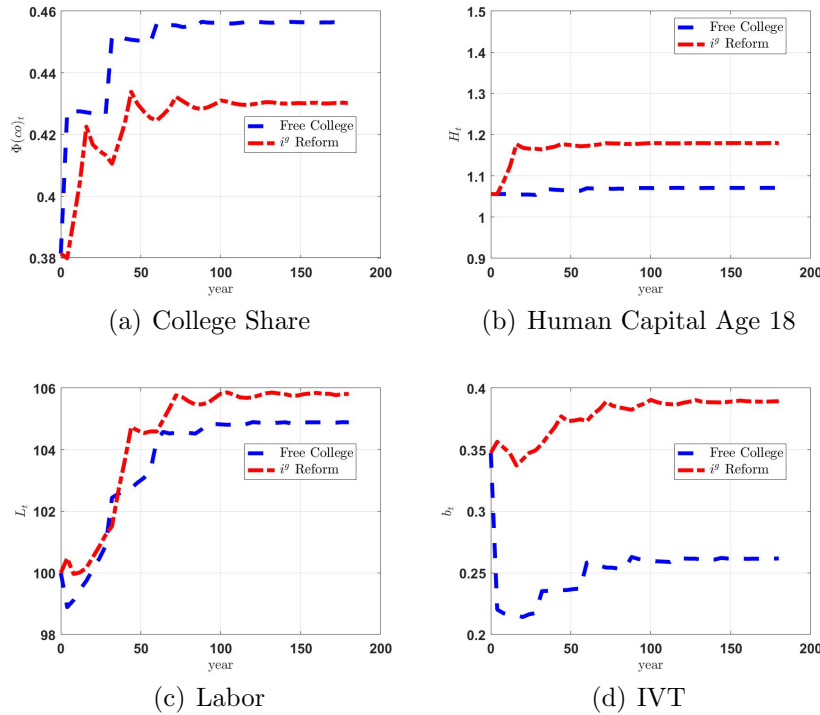 0.46
0.44
0.42
0.4
0.38
Φ(co)ₜ
Free College
iᵍ Reform
0 50 100 150 200
year
(a) College Share
1.5
1.4
1.3
1.2
1.1
1
0.9
Hₜ
Free College
iᵍ Reform
0 50 100 150 200
year
(b) Human Capital Age 18
106
104
102
100
98
Lₜ
Free College
iᵍ Reform
0 50 100 150 200
year
(c) Labor
0.4
0.35
0.3
0.25
0.2
bₜ
Free College
iᵍ Reform
0 50 100 150 200
year
(d) IVT